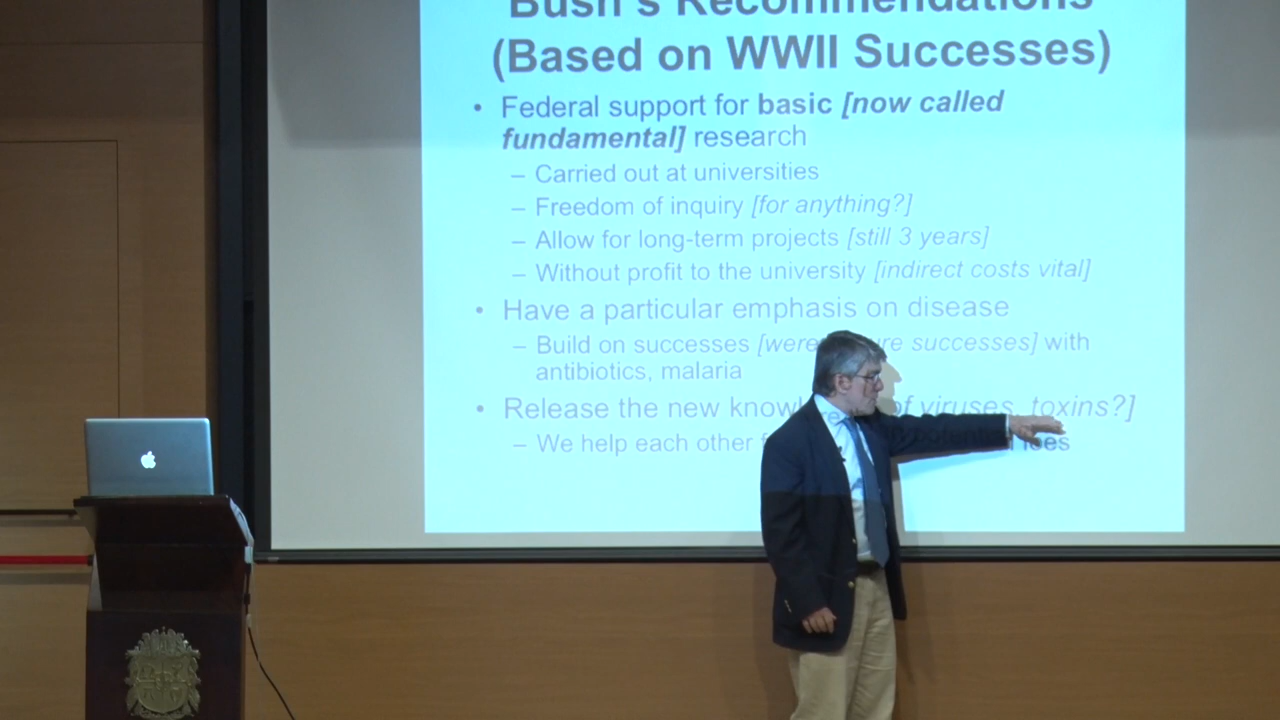 Bush's Recommendations
(Based on WWII Successes)
• Federal support for basic [now called
fundamental] research
– Carried out at universities
– Freedom of inquiry [for anything?]
– Allow for long-term projects [still 3 years]
– Without profit to the university [indirect costs vital]
• Have a particular emphasis on disease
– Build on successes [were successes] with
antibiotics, malaria
• Release the new of viruses, toxins?]
– We help each other potential foes